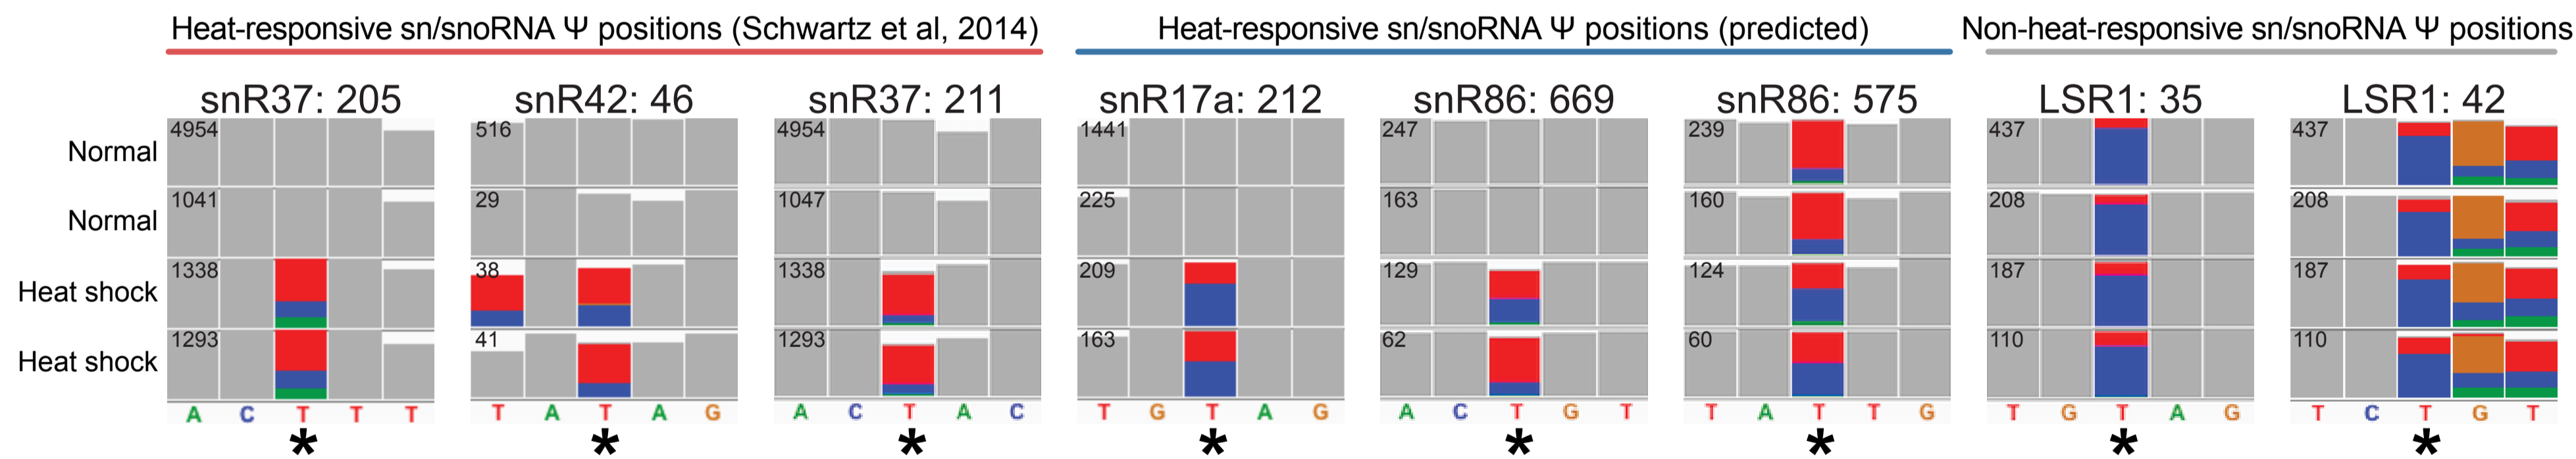 Heat-responsive sn/snoRNA Ψ positions (Schwartz et al, 2014)
Heat-responsive sn/snoRNA Ψ positions (predicted)
Non-heat-responsive sn/snoRNA Ψ positions
snR37: 205
snR42: 46
snR37: 211
snR17a: 212
snR86: 669
snR86: 575
LSR1: 35
LSR1: 42
Normal 4954 516 4954 1441 247 239 437 437
Normal 1041 29 1047 225 163 160 208 208
Heat shock 1338 38 1338 209 129 124 187 187
Heat shock 1293 41 1293 163 62 60 110 110
A C T T T T A T A G A C T A C T G T A G A C T G T T A T T G T G T A G T C T G T
* * * * * * * *